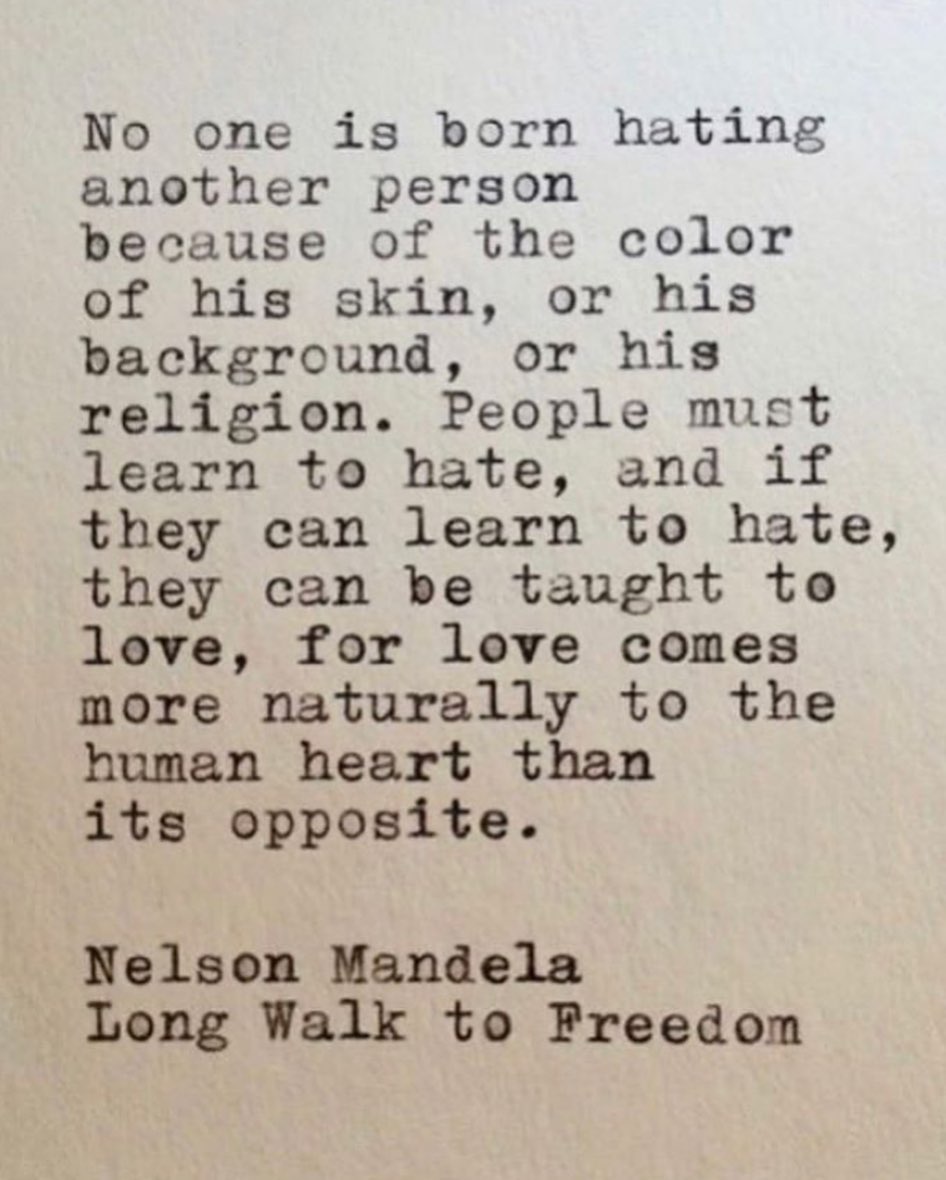 No one is born hating
another person
because of the color
of his skin, or his
background, or his
religion. People must
learn to hate, and if
they can learn to hate,
they can be taught to
love, for love comes
more naturally to the
human heart than
its opposite.
Nelson Mandela
Long Walk to Freedom